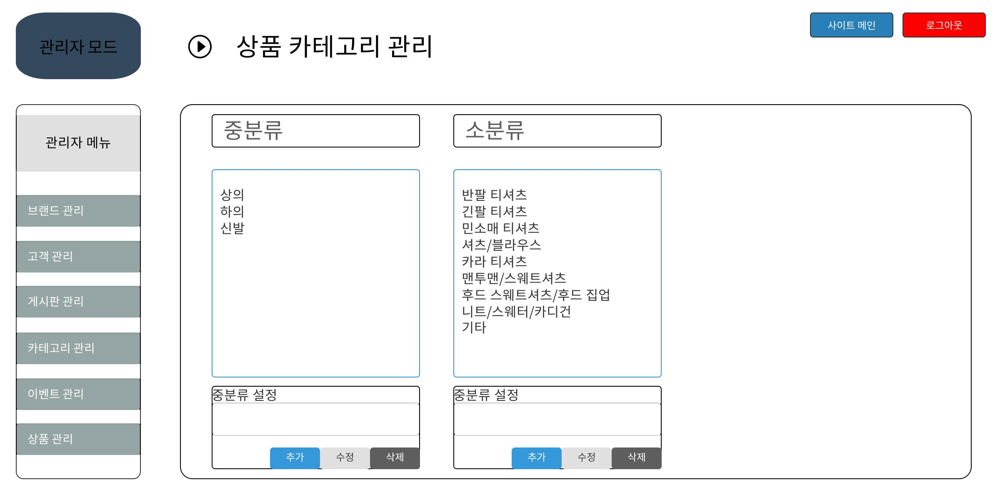 관리자 모드
상품 카테고리 관리
사이트 메인
로그아웃
관리자 메뉴
브랜드 관리
고객 관리
게시판 관리
카테고리 관리
이벤트 관리
상품 관리
중분류
상의
하의
신발
중분류 설정
추가
수정
삭제
소분류
반팔 티셔츠
긴팔 티셔츠
민소매 티셔츠
셔츠/블라우스
카라 티셔츠
맨투맨/스웨트셔츠
후드 스웨트셔츠/후드 집업
니트/스웨터/카디건
기타
중분류 설정
추가
수정
삭제